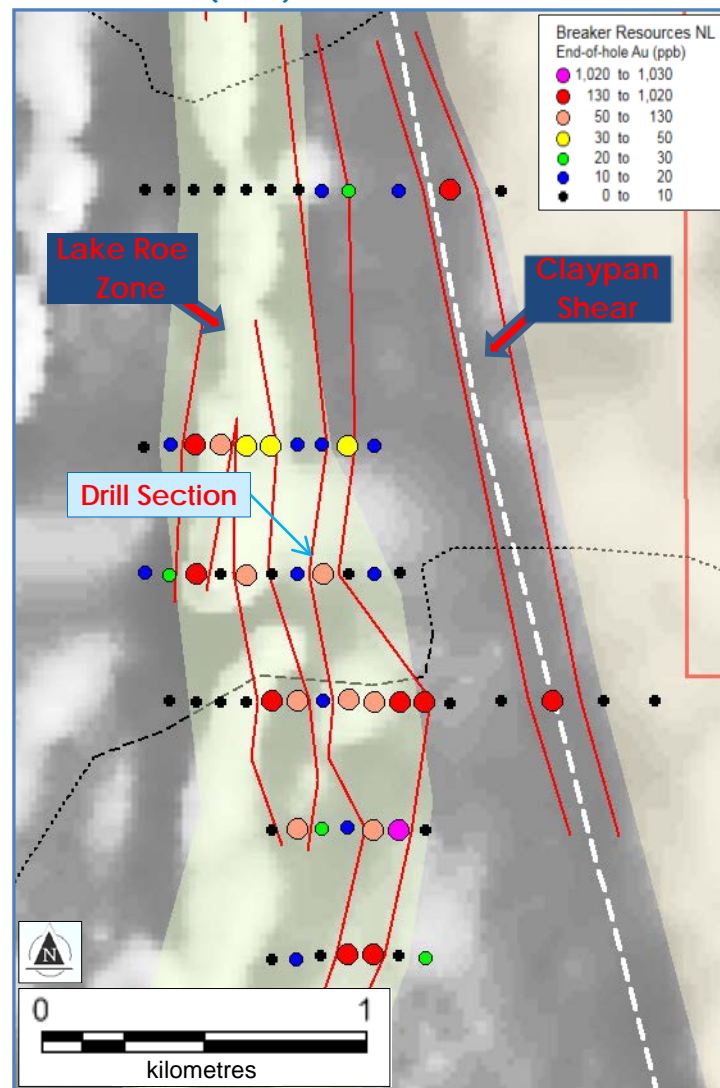 Breaker Resources NL
End-of-hole Au (ppb)
1,020 to 1,030
130 to 1,020
50 to 130
30 to 50
20 to 30
10 to 20
0 to 10
Lake Roe
Zone
Claypan
Shear
Drill Section
N
0 1
kilometres